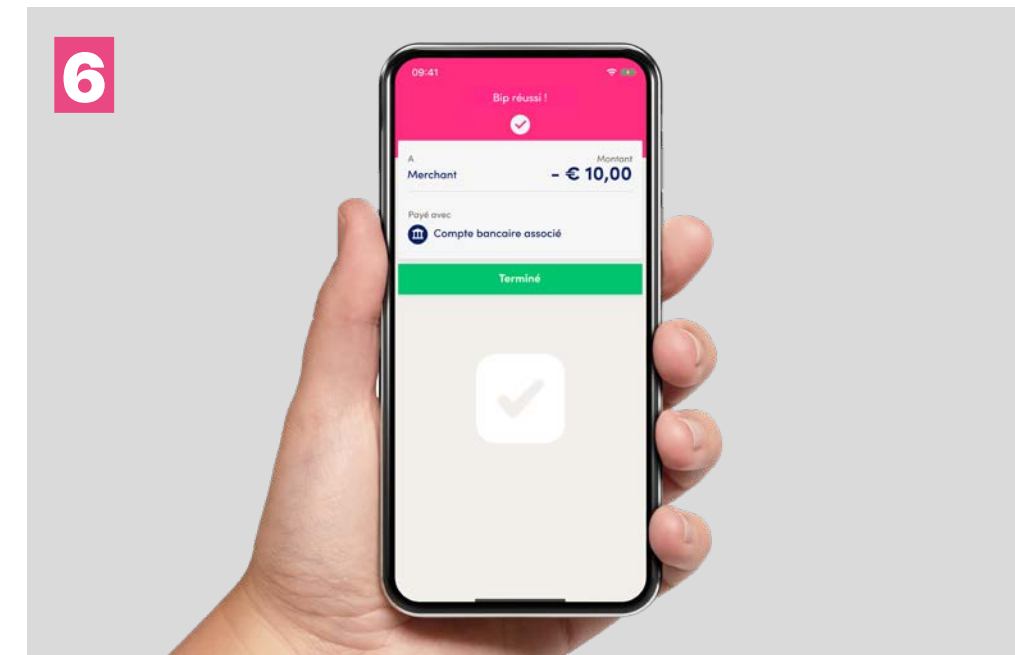 6
09:41
Bip réussi !
A Montant
Merchant - € 10,00
Payé avec
Compte bancaire associé
Terminé